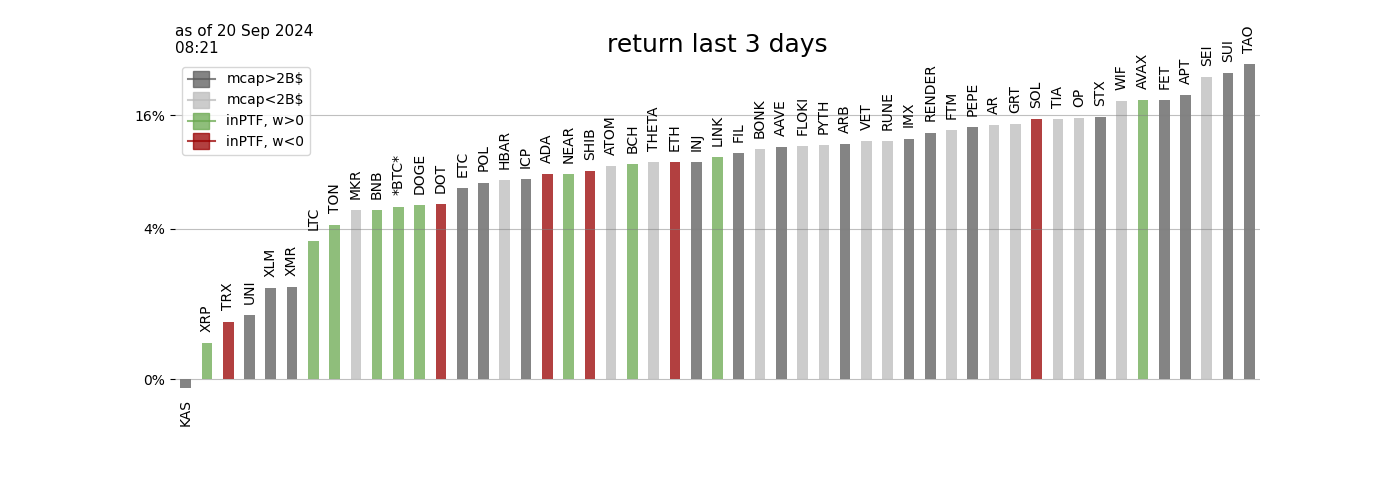 as of 20 Sep 2024
08:21
return last 3 days
mcap>2B$
mcap<2B$
inPTF, w>0
inPTF, w<0
16%
4%
0%
KAS
XRP
TRX
UNI
XLM
XMR
LTC
TON
MKR
BNB
*BTC*
DOGE
DOT
ETC
POL
HBAR
ICP
ADA
NEAR
SHIB
ATOM
BCH
THETA
ETH
INJ
LINK
FIL
BONK
AAVE
FLOKI
PYTH
ARB
VET
RUNE
IMX
RENDER
FTM
PEPE
AR
GRT
SOL
TIA
OP
STX
WIF
AVAX
FET
APT
SEI
SUI
TAO